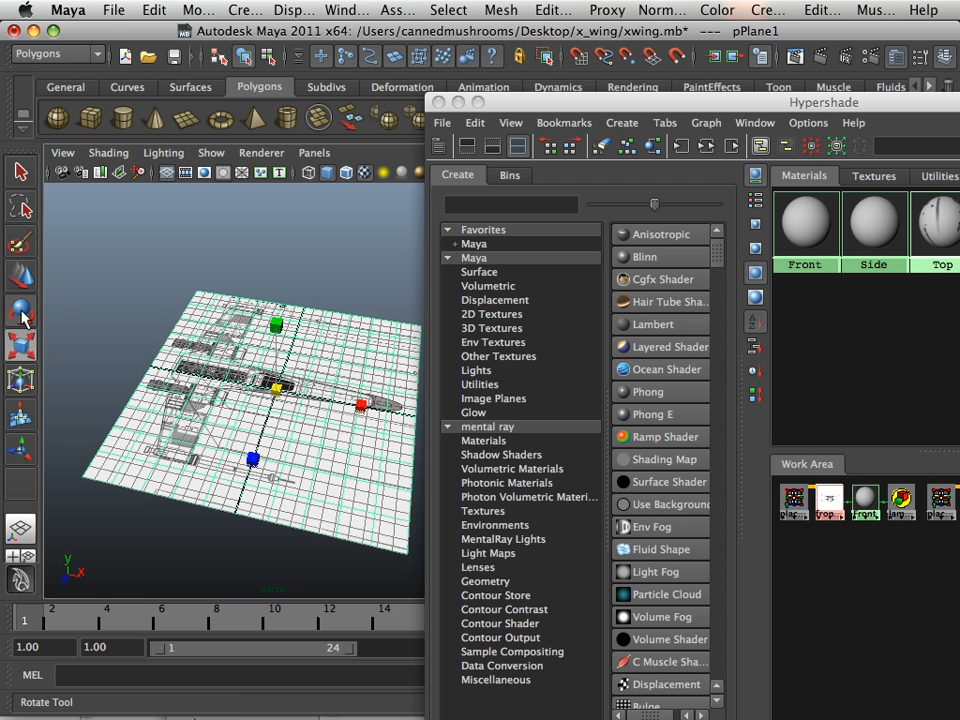 Maya File Edit Mo... Cre... Disp... Wind... Ass... Select Mesh Edit... Proxy Norm... Color Cre... Edit... Mus... Help
Autodesk Maya 2011 x64: /Users/cannedmushrooms/Desktop/x_wing/xwing.mb* --- pPlane1
Polygons
General Curves Surfaces Polygons Subdivs Deformation Animation Dynamics Rendering PaintEffects Toon Muscle Fluids
Hypershade
File Edit View Bookmarks Create Tabs Graph Window Options Help
View Shading Lighting Show Renderer Panels
Create Bins
Materials Textures Utilities
Favorites
+ Maya
Maya
Surface
Volumetric
Displacement
2D Textures
3D Textures
Env Textures
Other Textures
Lights
Utilities
Image Planes
Glow
mental ray
Materials
Shadow Shaders
Volumetric Materials
Photonic Materials
Photon Volumetric Materi...
Textures
Environments
MentalRay Lights
Light Maps
Lenses
Geometry
Contour Store
Contour Contrast
Contour Shader
Contour Output
Sample Compositing
Data Conversion
Miscellaneous
Anisotropic
Blinn
Cgfx Shader
Hair Tube Sha...
Lambert
Layered Shader
Ocean Shader
Phong
Phong E
Ramp Shader
Shading Map
Surface Shader
Use Background
Env Fog
Fluid Shape
Light Fog
Particle Cloud
Volume Fog
Volume Shader
C Muscle Sha...
Displacement
Bulge
Front Side Top
Work Area
plac... Front
y
x
persp
2 4 6 8 10 12 14
1
1.00 1.00 1 24
MEL
Rotate Tool